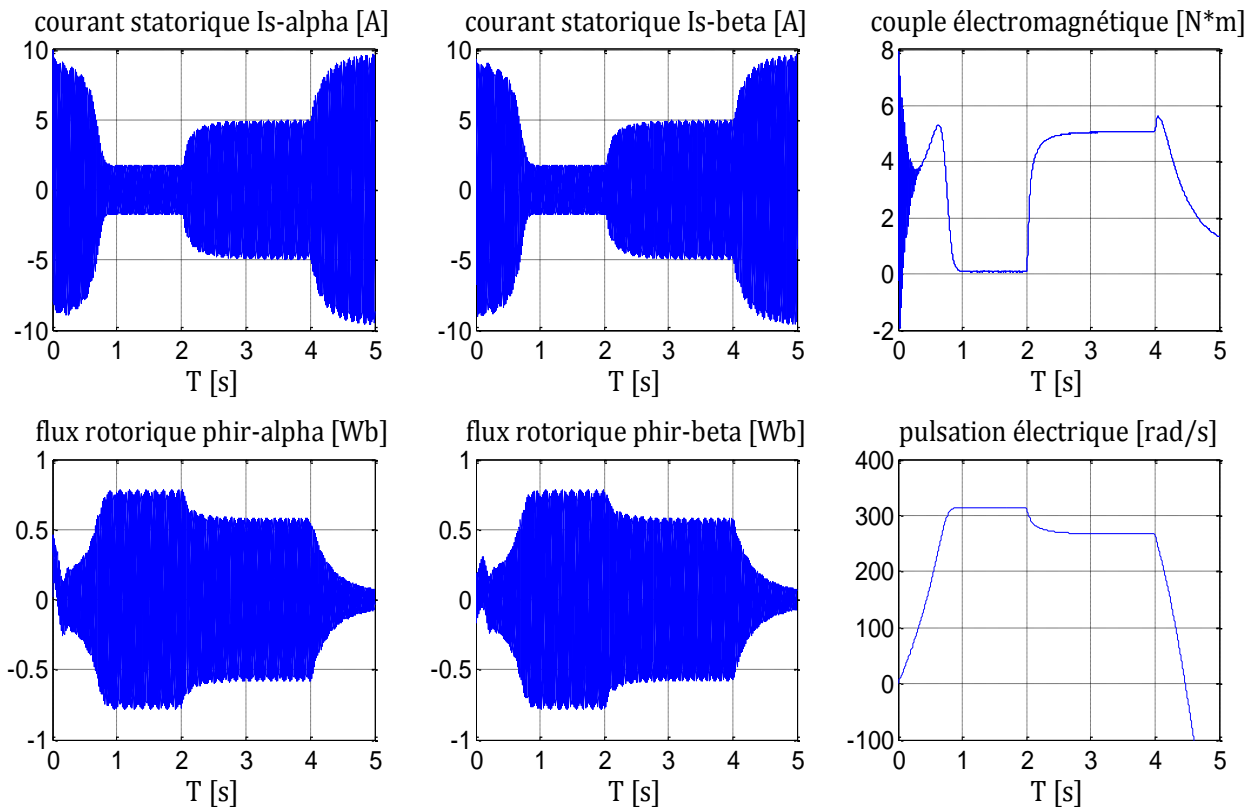 courant statorique Is-alpha [A]
10
5
0
-5
-10
0 1 2 3 4 5
T [s]
courant statorique Is-beta [A]
10
5
0
-5
-10
0 1 2 3 4 5
T [s]
couple électromagnétique [N*m]
8
6
4
2
0
-2
0 1 2 3 4 5
T [s]
flux rotorique phir-alpha [Wb]
1
0.5
0
-0.5
-1
0 1 2 3 4 5
T [s]
flux rotorique phir-beta [Wb]
1
0.5
0
-0.5
-1
0 1 2 3 4 5
T [s]
pulsation électrique [rad/s]
400
300
200
100
0
-100
0 1 2 3 4 5
T [s]